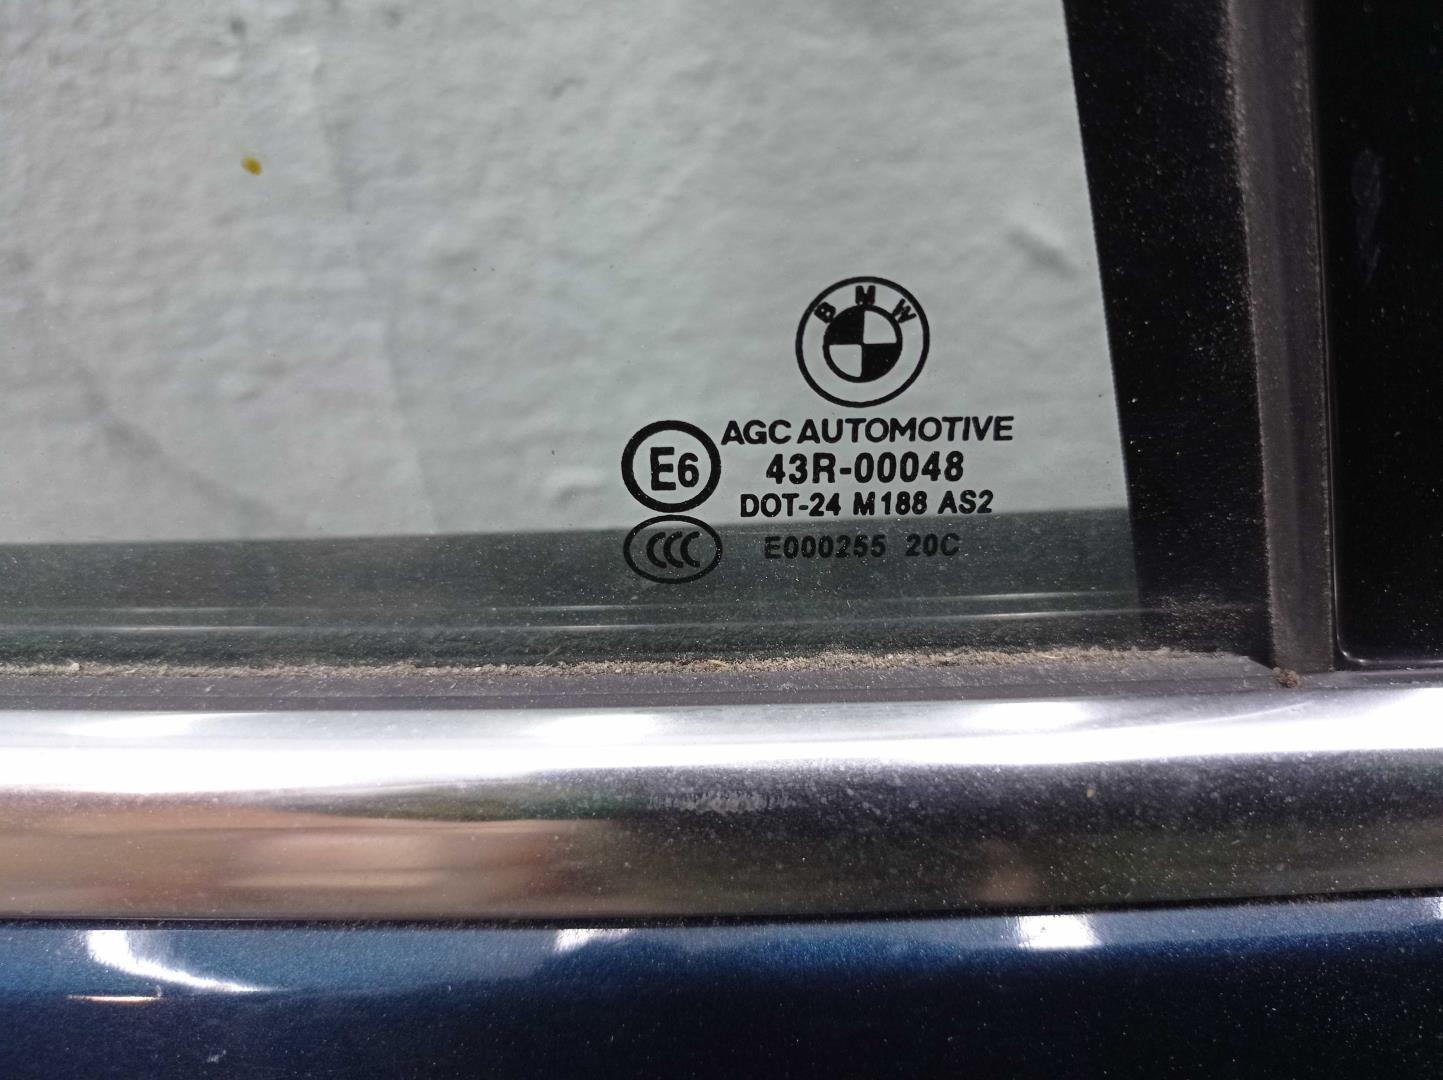 BMW
AGC AUTOMOTIVE
E6 43R-00048
DOT-24 M188 AS2
CCC E000255 20C